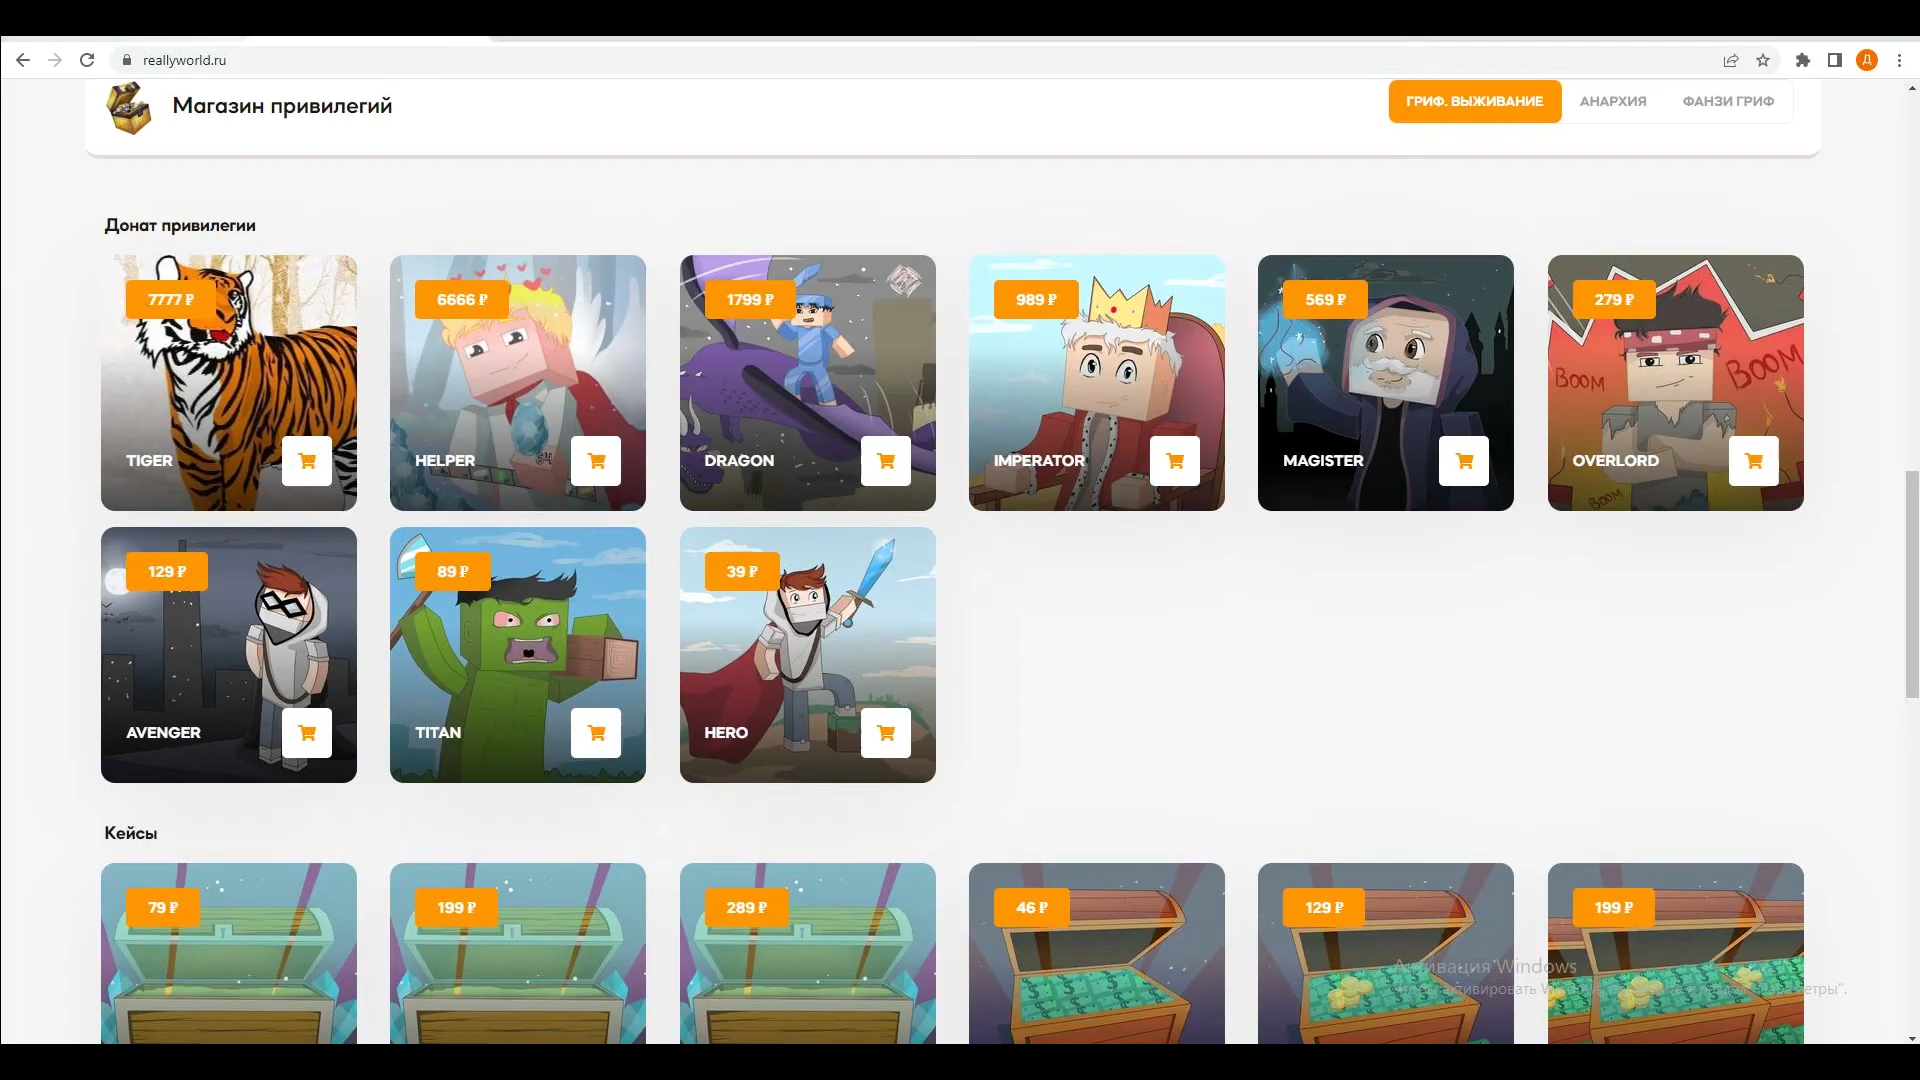 reallyworld.ru
Д
Магазин привилегий
ГРИФ. ВЫЖИВАНИЕ АНАРХИЯ ФАНЗИ ГРИФ
Донат привилегии
7777 ₽ 6666 ₽ 1799 ₽ 989 ₽ 569 ₽ 279 ₽
BOOM BOOM
TIGER HELPER DRAGON IMPERATOR MAGISTER OVERLORD
BOOM
129 ₽ 89 ₽ 39 ₽
AVENGER TITAN HERO
Кейсы
79 ₽ 199 ₽ 289 ₽ 46 ₽ 129 ₽ 199 ₽
Активация Windows
активировать